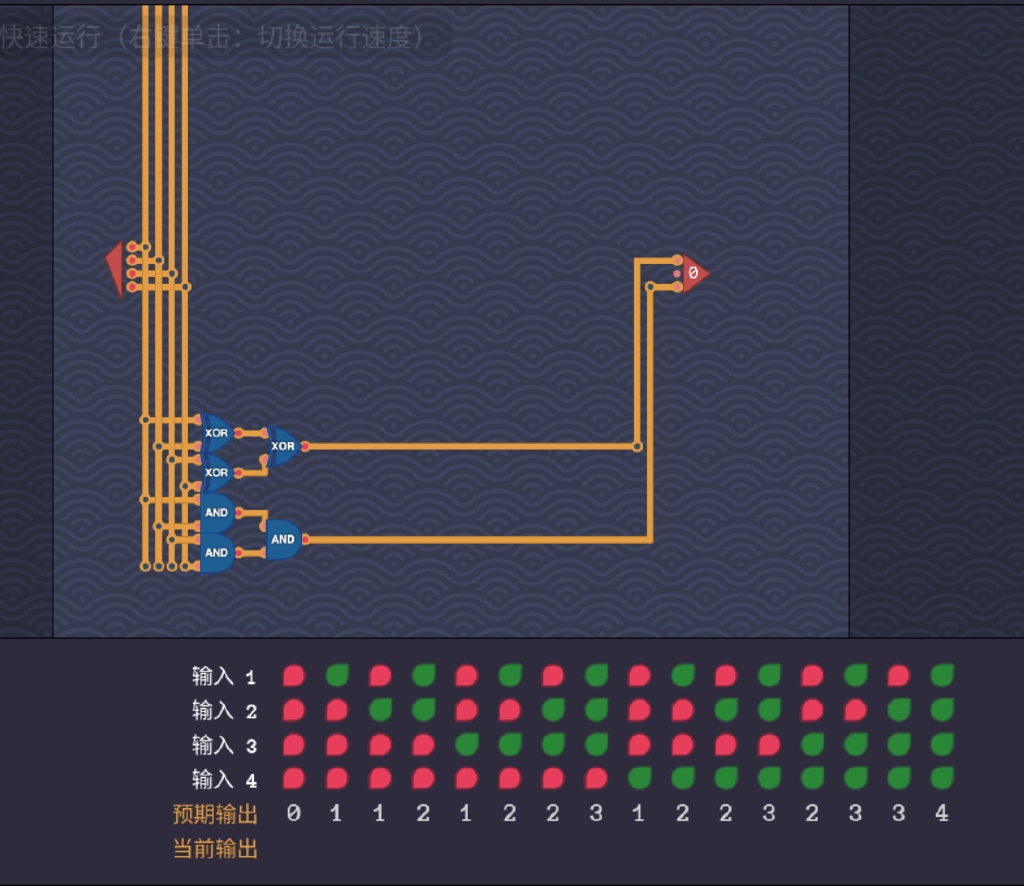 快速运行（右键单击：切换运行速度）
0
XOR
XOR
XOR
AND
AND
AND
输入 1
输入 2
输入 3
输入 4
预期输出 0 1 1 2 1 2 2 3 1 2 2 3 2 3 3 4
当前输出